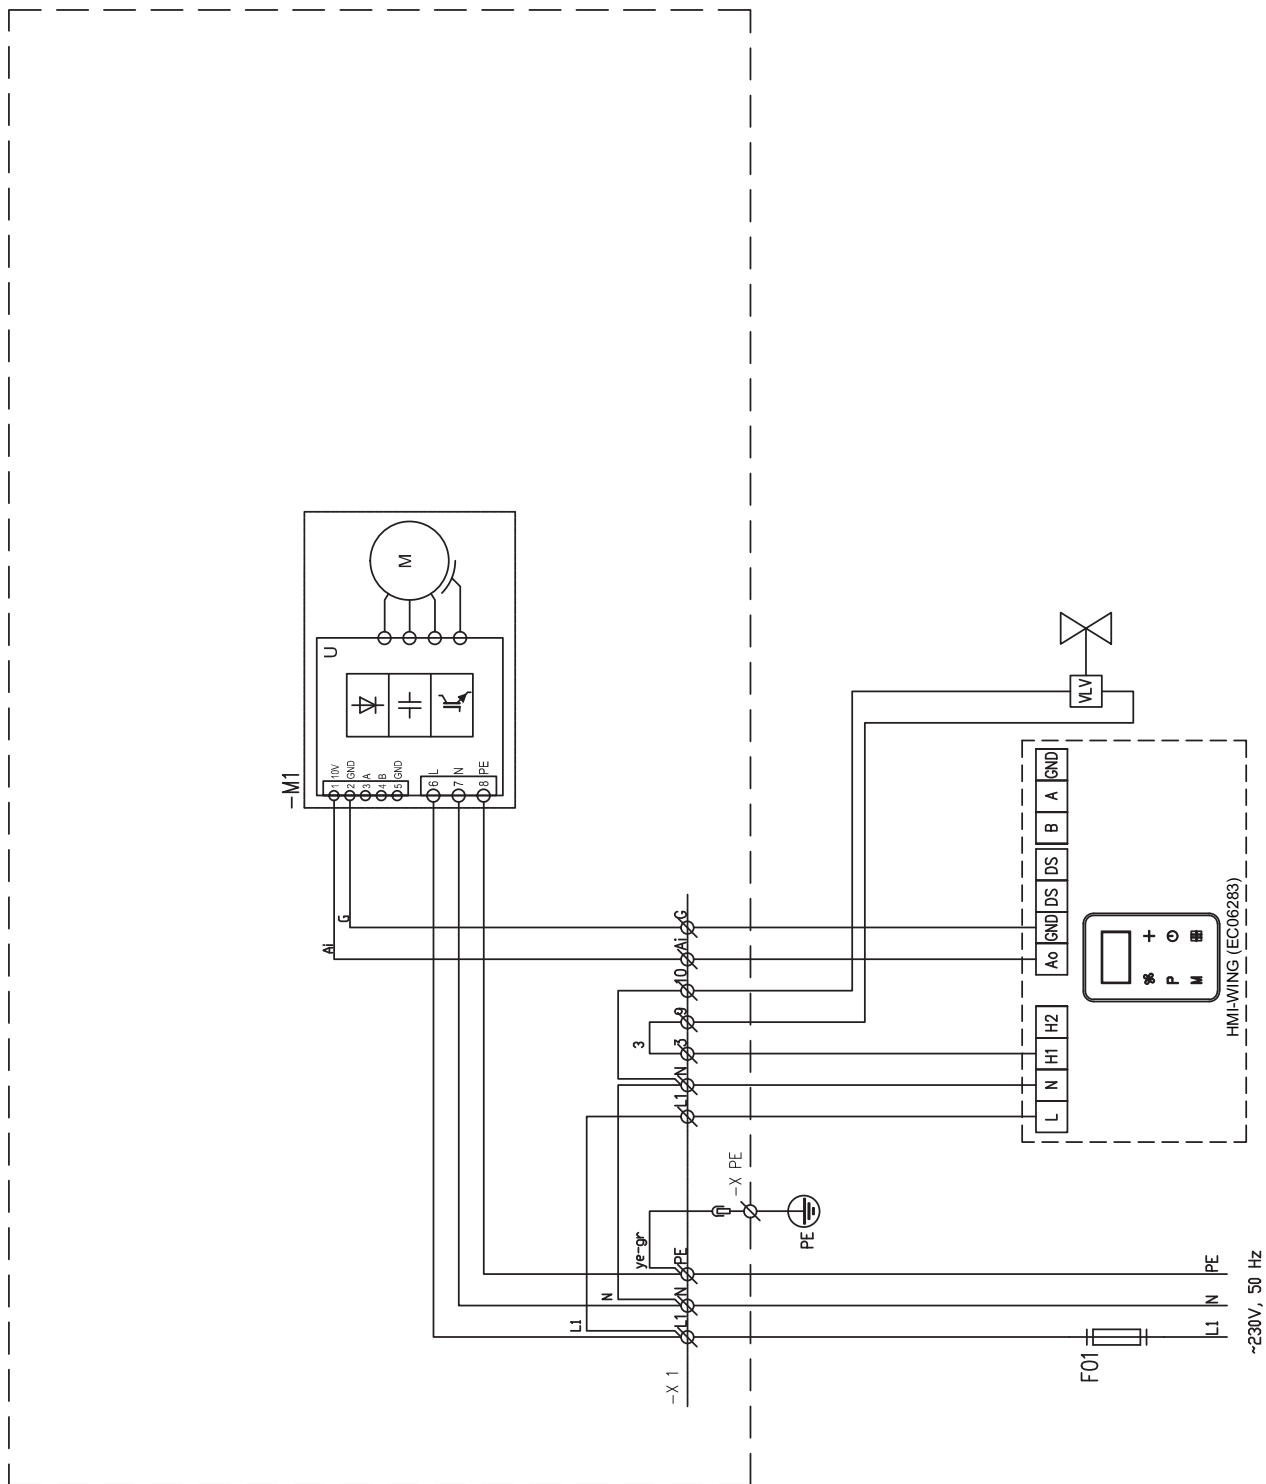 -M1
M
U
1 10V
2 GND
3 A
4 B
5 GND
6 L
7 N
8 PE
Ai
G
G
Ai
10
9
3
3
N
L1
N
L1
ye-gr
PE
N
L1
-X 1
-X PE
PE
VLV
GND
A
B
DS
DS
GND
Ao
H2
H1
N
L
P
M
HMI-WING (EC06283)
F01
PE
N
L1
~230V, 50 Hz